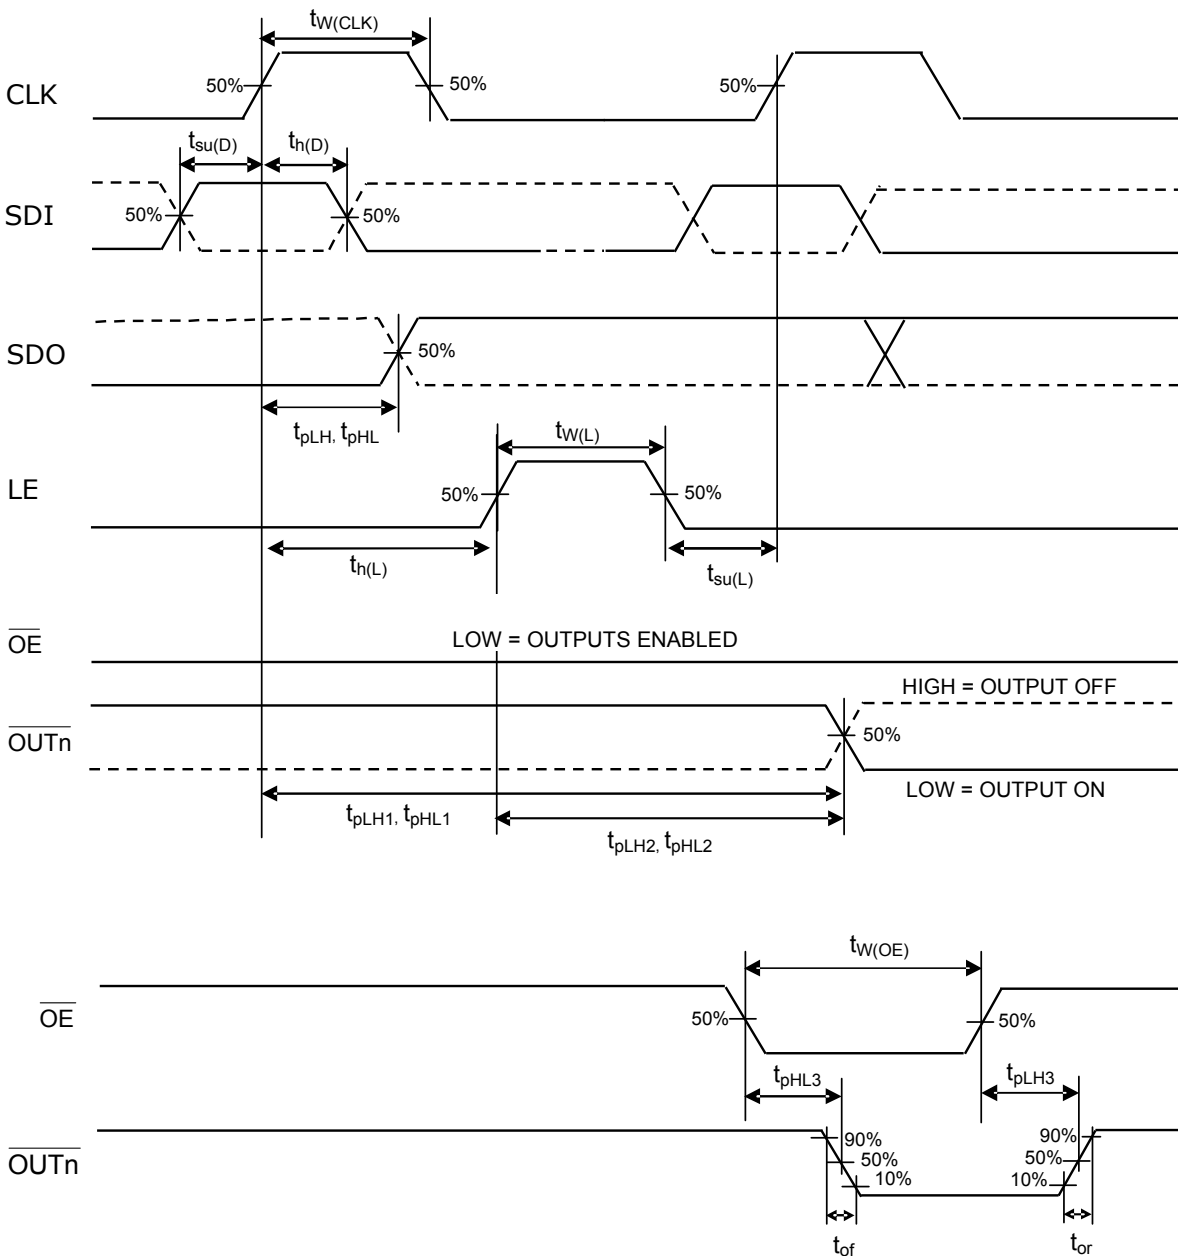 tW(CLK)
CLK
50%
50%
50%
tsu(D)
th(D)
SDI
50%
50%
SDO
50%
tpLH, tpHL
tW(L)
LE
50%
50%
th(L)
tsu(L)
OE
LOW = OUTPUTS ENABLED
HIGH = OUTPUT OFF
OUTn
50%
LOW = OUTPUT ON
tpLH1, tpHL1
tpLH2, tpHL2
tW(OE)
OE
50%
50%
tpHL3
tpLH3
OUTn
90%
50%
10%
90%
50%
10%
tof
tor